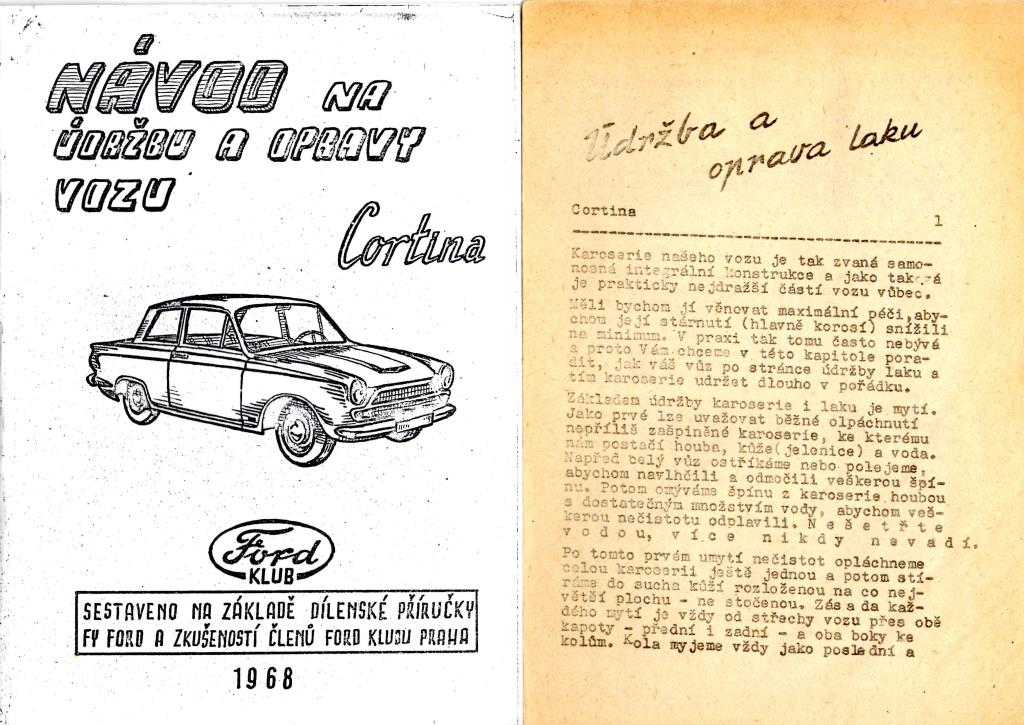 NÁVOD NA
ÚDRŽBU A OPRAVY
VOZU
Cortina
Ford
KLUB
SESTAVENO NA ZÁKLADĚ DÍLENSKÉ PŘÍRUČKY
FY FORD A ZKUŠENOSTÍ ČLENŮ FORD KLUBU PRAHA
1968
Údržba a
oprava laku
Cortina 1
Karoserie našeho vozu je tak zvaná samo-
nosná integrální konstrukce a jako taková
je prakticky nejdražší částí vozu vůbec.
Měli bychom jí věnovat maximální péči,aby-
chom její stárnutí (hlavně korosí) snížili
na minimum. V praxi tak tomu často nebývá
a proto Vám chceme v této kapitole pora-
dit, jak váš vůz po stránce údržby laku a
tím karoserie udržet dlouho v pořádku.
Základem údržby karoserie i laku je mytí.
Jako prvé lze uvažovat běžné olpáchnutí
nepříliš zašpiněné karoserie, ke kterému
nám postačí houba, kůže(jelenice) a voda.
Napřed celý vůz ostříkáme nebo polejeme,
abychom navlhčili a odmočili veškerou špí-
nu. Potom omýváme špínu z karoserie houbou
s dostatečným množstvím vody, abychom veš-
kerou nečistotu odplavili. N e š e t ř t e
v o d o u, v í c e n i k d y n e v a d í.
Po tomto prvém umytí nečistot opláchneme
celou karoserii ještě jednou a potom stí-
ráme do sucha kůží rozloženou na co nej-
větší plochu - ne stočenou. Zásada kaž-
dého mytí je vždy od střechy vozu přes obě
kapoty - přední i zadní - a oba boky ke
kolům. Kola myjeme vždy jako poslední a